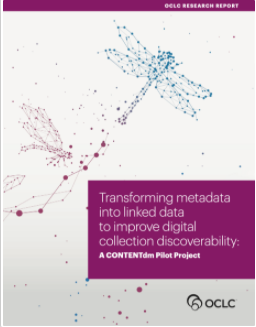 OCLC RESEARCH REPORT
Transforming metadata
into linked data
to improve digital
collection discoverability:
A CONTENTdm Pilot Project
OCLC